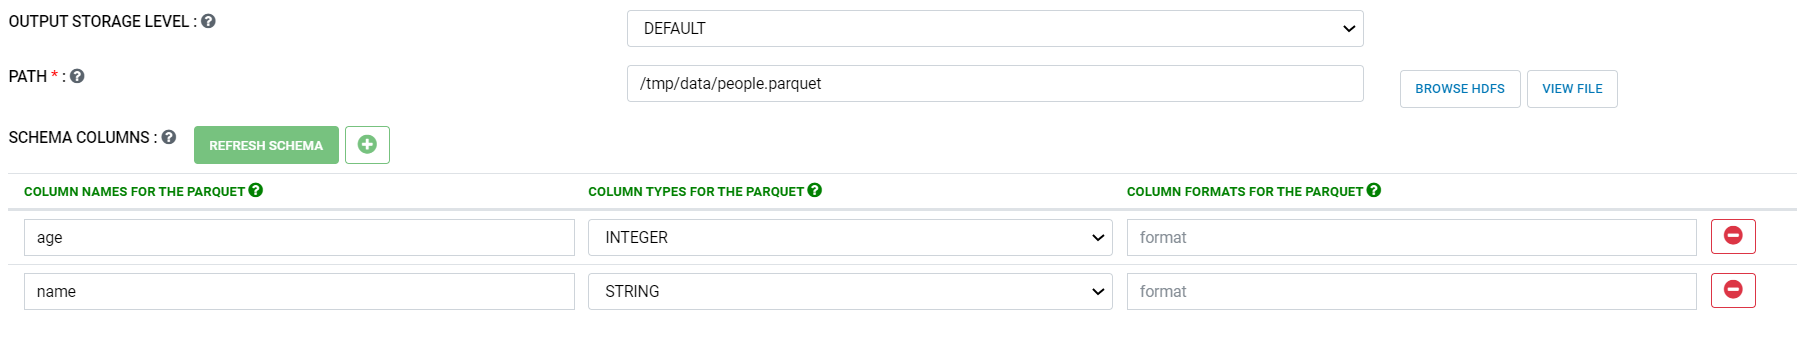 OUTPUT STORAGE LEVEL : ?
DEFAULT
PATH * : ?
/tmp/data/people.parquet
BROWSE HDFS
VIEW FILE
SCHEMA COLUMNS : ?
REFRESH SCHEMA
COLUMN NAMES FOR THE PARQUET ? COLUMN TYPES FOR THE PARQUET ? COLUMN FORMATS FOR THE PARQUET ?
age INTEGER format
name STRING format